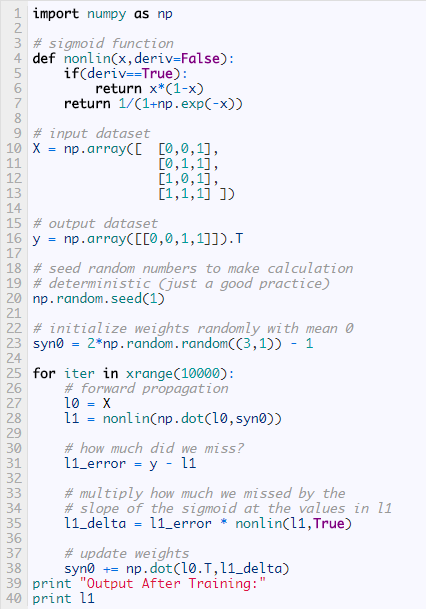 1 import numpy as np
2
3 # sigmoid function
4 def nonlin(x,deriv=False):
5     if(deriv==True):
6         return x*(1-x)
7     return 1/(1+np.exp(-x))
8
9 # input dataset
10 X = np.array([  [0,0,1],
11                 [0,1,1],
12                 [1,0,1],
13                 [1,1,1] ])
14
15 # output dataset
16 y = np.array([[0,0,1,1]]).T
17
18 # seed random numbers to make calculation
19 # deterministic (just a good practice)
20 np.random.seed(1)
21
22 # initialize weights randomly with mean 0
23 syn0 = 2*np.random.random((3,1)) - 1
24
25 for iter in xrange(10000):
26     # forward propagation
27     l0 = X
28     l1 = nonlin(np.dot(l0,syn0))
29
30     # how much did we miss?
31     l1_error = y - l1
32
33     # multiply how much we missed by the
34     # slope of the sigmoid at the values in l1
35     l1_delta = l1_error * nonlin(l1,True)
36
37     # update weights
38     syn0 += np.dot(l0.T,l1_delta)
39 print "Output After Training:"
40 print l1